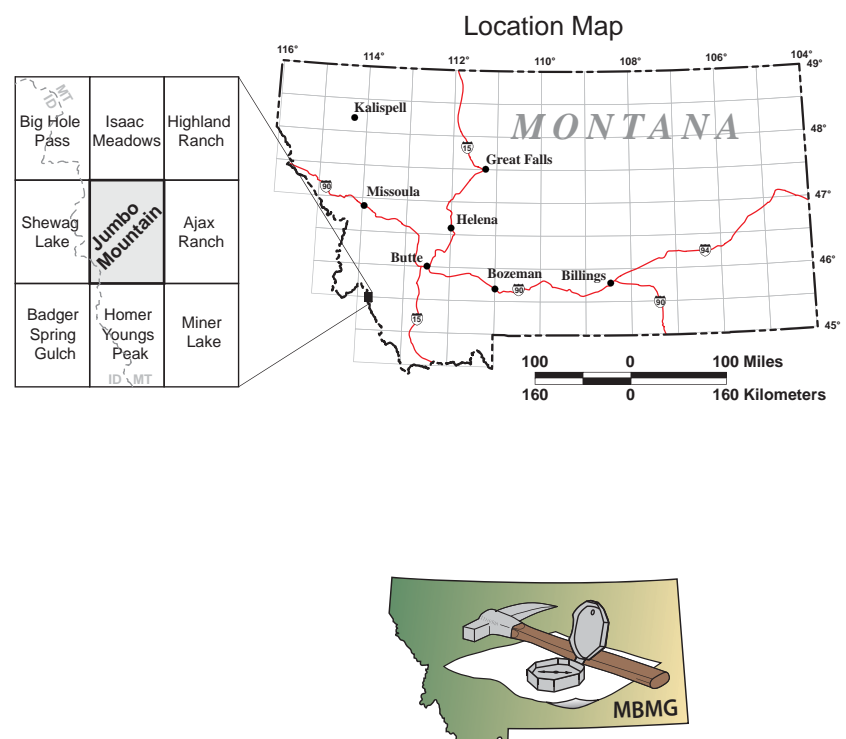 Location Map
116°
114°
112°
110°
108°
106°
104°
49°
48°
47°
46°
45°
MONTANA
Kalispell
Great Falls
Missoula
Helena
Butte
Bozeman
Billings
15
90
94
90
90
15
MT
ID
Big Hole
Pass
Isaac
Meadows
Highland
Ranch
Shewag
Lake
Jumbo
Mountain
Ajax
Ranch
Badger
Spring
Gulch
Homer
Youngs
Peak
Miner
Lake
ID MT
100 0 100 Miles
160 0 160 Kilometers
MBMG